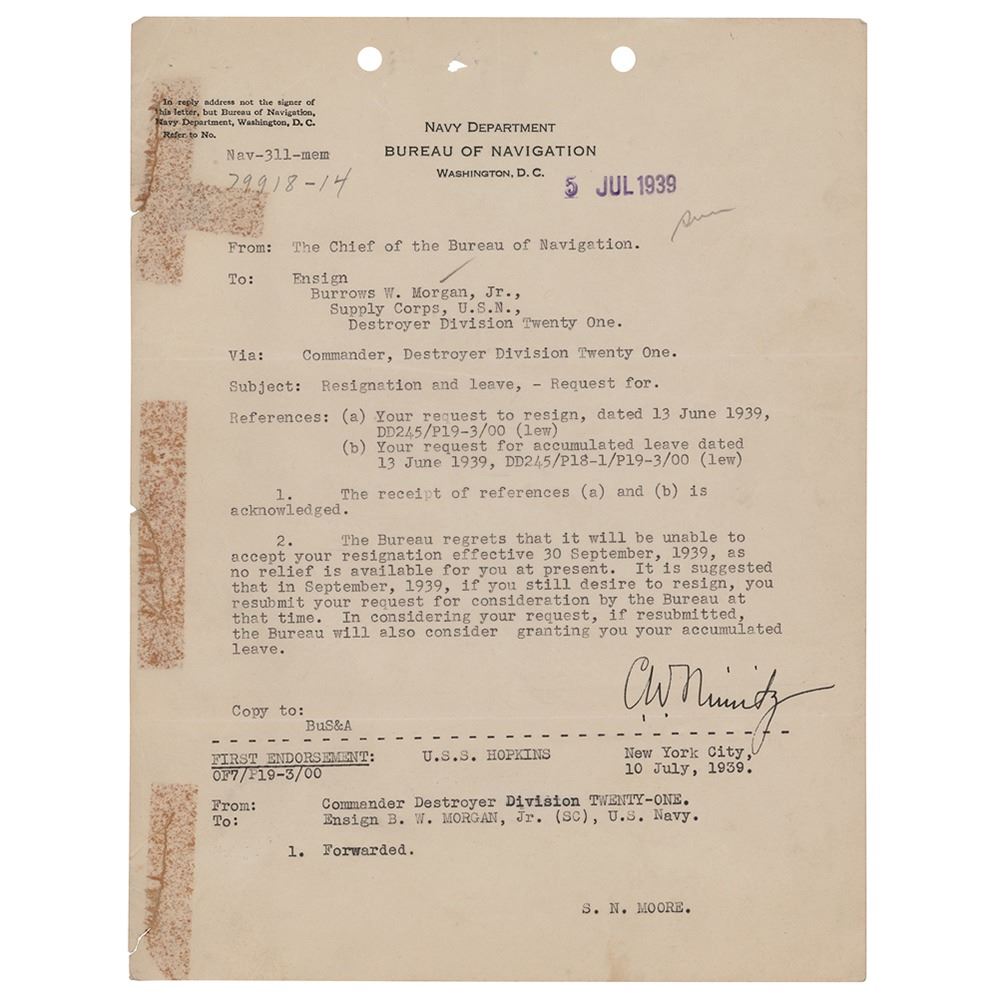 In reply address not the signer of
this letter, but Bureau of Navigation,
Navy Department, Washington, D. C.
Refer to No.
Nav-311-mem
79918-14
NAVY DEPARTMENT
BUREAU OF NAVIGATION
WASHINGTON, D. C.
5 JUL 1939
From: The Chief of the Bureau of Navigation.
To: Ensign
Burrows W. Morgan, Jr.,
Supply Corps, U.S.N.,
Destroyer Division Twenty One.
Via: Commander, Destroyer Division Twenty One.
Subject: Resignation and leave, - Request for.
References: (a) Your request to resign, dated 13 June 1939,
DD245/P19-3/00 (lew)
(b) Your request for accumulated leave dated
13 June 1939, DD245/P18-1/P19-3/00 (lew)
1. The receipt of references (a) and (b) is
acknowledged.
2. The Bureau regrets that it will be unable to
accept your resignation effective 30 September, 1939, as
no relief is available for you at present. It is suggested
that in September, 1939, if you still desire to resign, you
resubmit your request for consideration by the Bureau at
that time. In considering your request, if resubmitted,
the Bureau will also consider granting you your accumulated
leave.
C.W. Nimitz
Copy to:
BuS&A
FIRST ENDORSEMENT: U.S.S. HOPKINS New York City,
OF7/P19-3/00 10 July, 1939.
From: Commander Destroyer Division TWENTY-ONE.
To: Ensign B. W. MORGAN, Jr. (SC), U.S. Navy.
1. Forwarded.
S. N. MOORE.